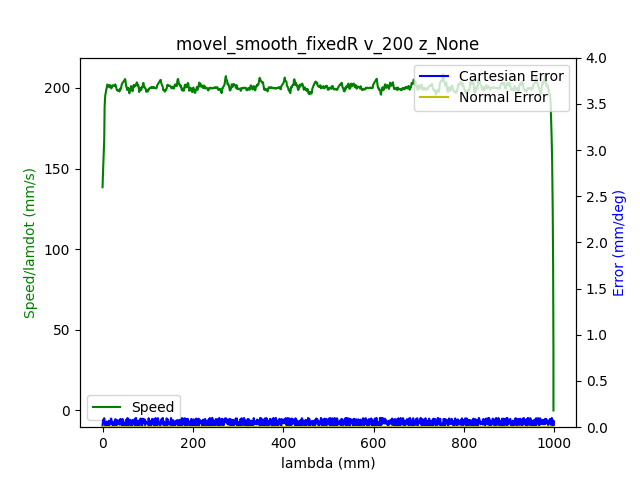 movel_smooth_fixedR v_200 z_None
Speed/lamdot (mm/s)
200
150
100
50
0
Cartesian Error
Normal Error
Speed
4.0
3.5
3.0
2.5
2.0
1.5
1.0
0.5
0.0
Error (mm/deg)
0
200
400
600
800
1000
lambda (mm)